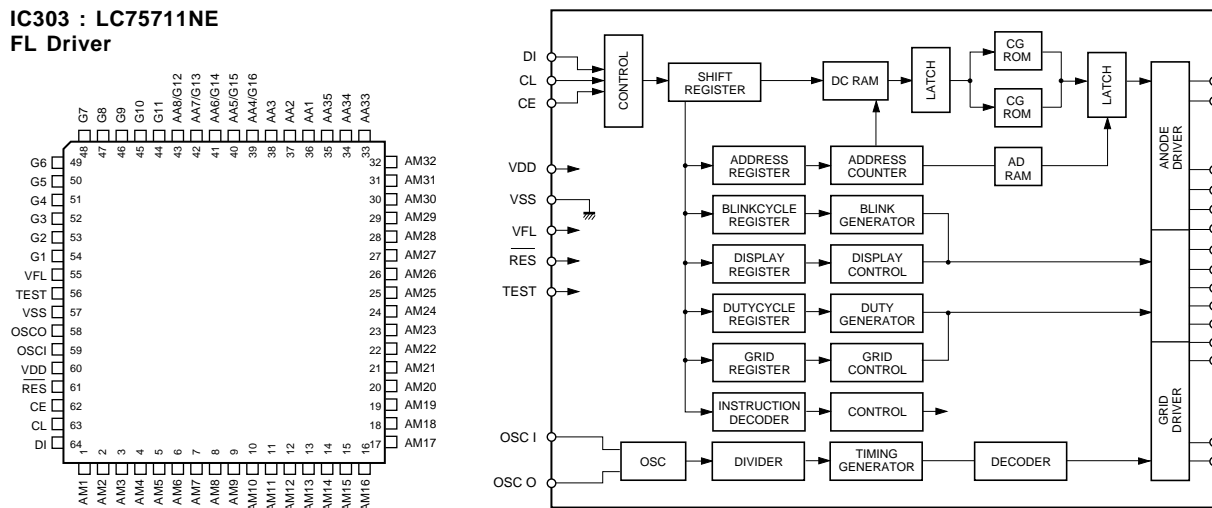 IC303 : LC75711NE
FL Driver
G7
G8
G9
G10
G11
AA8/G12
AA7/G13
AA6/G14
AA5/G15
AA4/G16
AA3
AA2
AA1
AA35
AA34
AA33
48
47
46
45
44
43
42
41
40
39
38
37
36
35
34
33
G6 49
G5 50
G4 51
G3 52
G2 53
G1 54
VFL 55
TEST 56
VSS 57
OSCO 58
OSCI 59
VDD 60
RES 61
CE 62
CL 63
DI 64
32 AM32
31 AM31
30 AM30
29 AM29
28 AM28
27 AM27
26 AM26
25 AM25
24 AM24
23 AM23
22 AM22
21 AM21
20 AM20
19 AM19
18 AM18
17 AM17
1
2
3
4
5
6
7
8
9
10
11
12
13
14
15
16
AM1
AM2
AM3
AM4
AM5
AM6
AM7
AM8
AM9
AM10
AM11
AM12
AM13
AM14
AM15
AM16
DI
CL
CE
VDD
VSS
VFL
RES
TEST
OSC I
OSC O
CONTROL
SHIFT
REGISTER
DC RAM
LATCH
CG
ROM
CG
ROM
LATCH
ANODE
DRIVER
ADDRESS
REGISTER
ADDRESS
COUNTER
AD
RAM
BLINKCYCLE
REGISTER
BLINK
GENERATOR
DISPLAY
REGISTER
DISPLAY
CONTROL
DUTYCYCLE
REGISTER
DUTY
GENERATOR
GRID
REGISTER
GRID
CONTROL
INSTRUCTION
DECODER
CONTROL
GRID
DRIVER
OSC
DIVIDER
TIMING
GENERATOR
DECODER